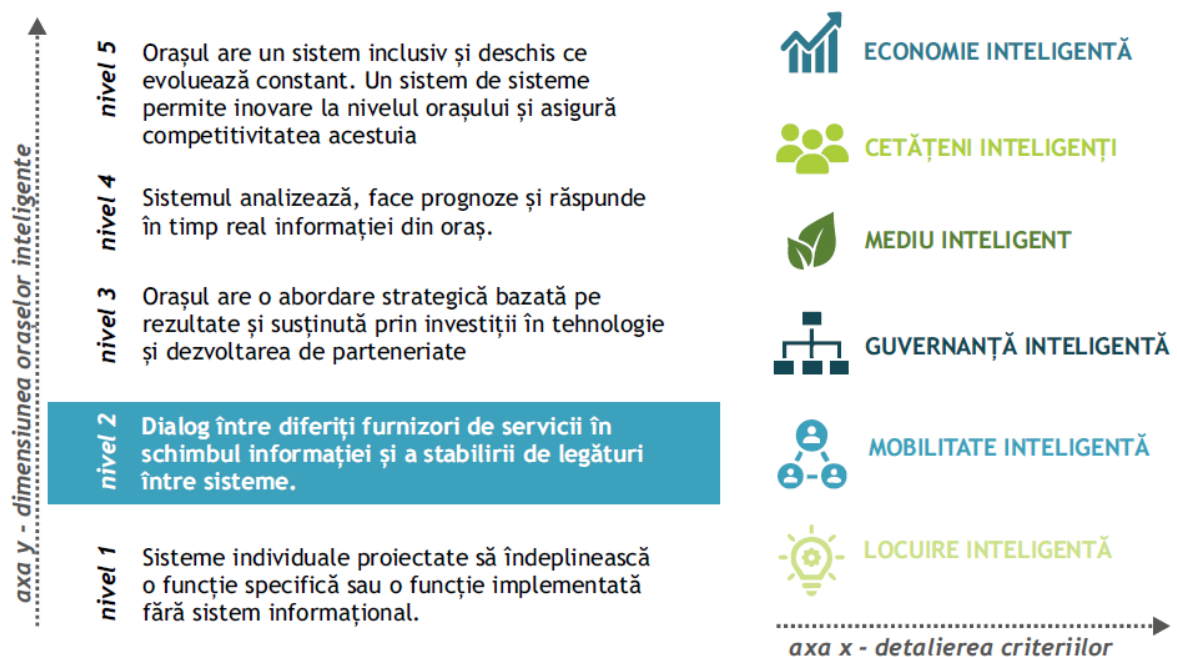 axa y - dimensiunea orașelor inteligente
nivel 5
Orașul are un sistem inclusiv și deschis ce
evoluează constant. Un sistem de sisteme
permite inovare la nivelul orașului și asigură
competitivitatea acestuia
nivel 4
Sistemul analizează, face prognoze și răspunde
în timp real informației din oraș.
nivel 3
Orașul are o abordare strategică bazată pe
rezultate și susținută prin investiții în tehnologie
și dezvoltarea de parteneriate
nivel 2
Dialog între diferiți furnizori de servicii în
schimbul informației și a stabilirii de legături
între sisteme.
nivel 1
Sisteme individuale proiectate să îndeplinească
o funcție specifică sau o funcție implementată
fără sistem informațional.
ECONOMIE INTELIGENTĂ
CETĂȚENI INTELIGENȚI
MEDIU INTELIGENT
GUVERNANȚĂ INTELIGENTĂ
MOBILITATE INTELIGENTĂ
LOCUIRE INTELIGENTĂ
axa x - detalierea criteriilor